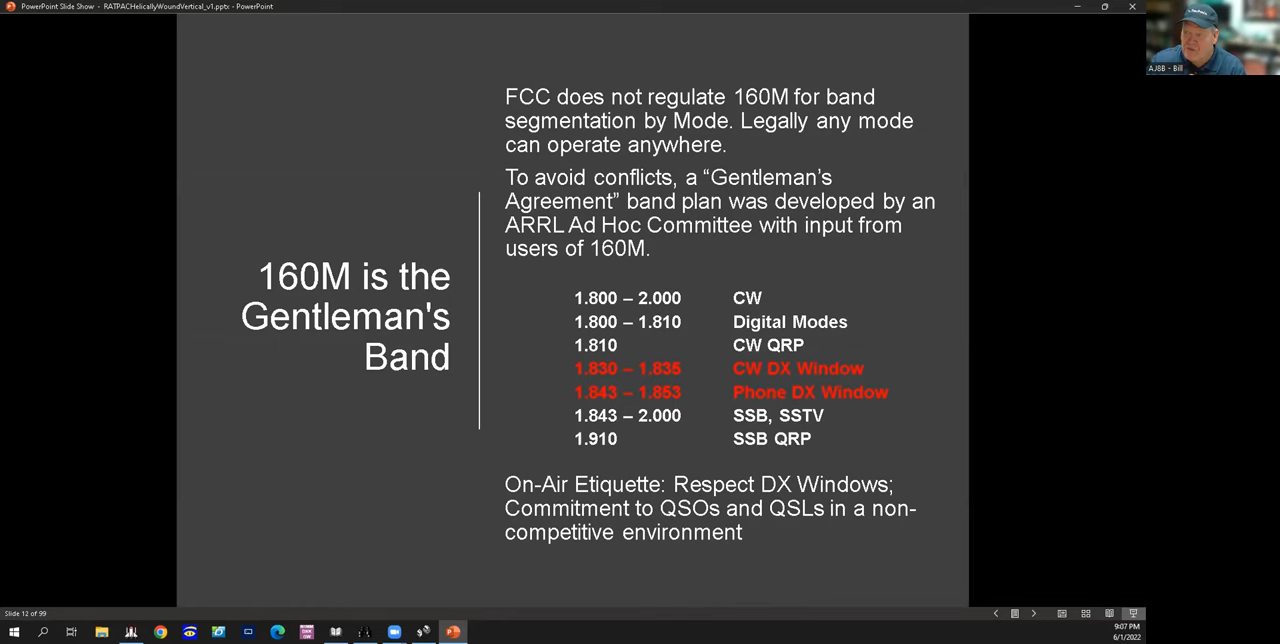 PowerPoint Slide Show - RATPACHelicallyWoundVertical_v1.pptx - PowerPoint
AJ8B - Bill
160M is the
Gentleman's
Band
FCC does not regulate 160M for band
segmentation by Mode. Legally any mode
can operate anywhere.
To avoid conflicts, a “Gentleman’s
Agreement” band plan was developed by an
ARRL Ad Hoc Committee with input from
users of 160M.
1.800 – 2.000 CW
1.800 – 1.810 Digital Modes
1.810 CW QRP
1.830 – 1.835 CW DX Window
1.843 – 1.853 Phone DX Window
1.843 – 2.000 SSB, SSTV
1.910 SSB QRP
On-Air Etiquette: Respect DX Windows;
Commitment to QSOs and QSLs in a non-
competitive environment
Slide 12 of 99
9:07 PM
6/1/2022